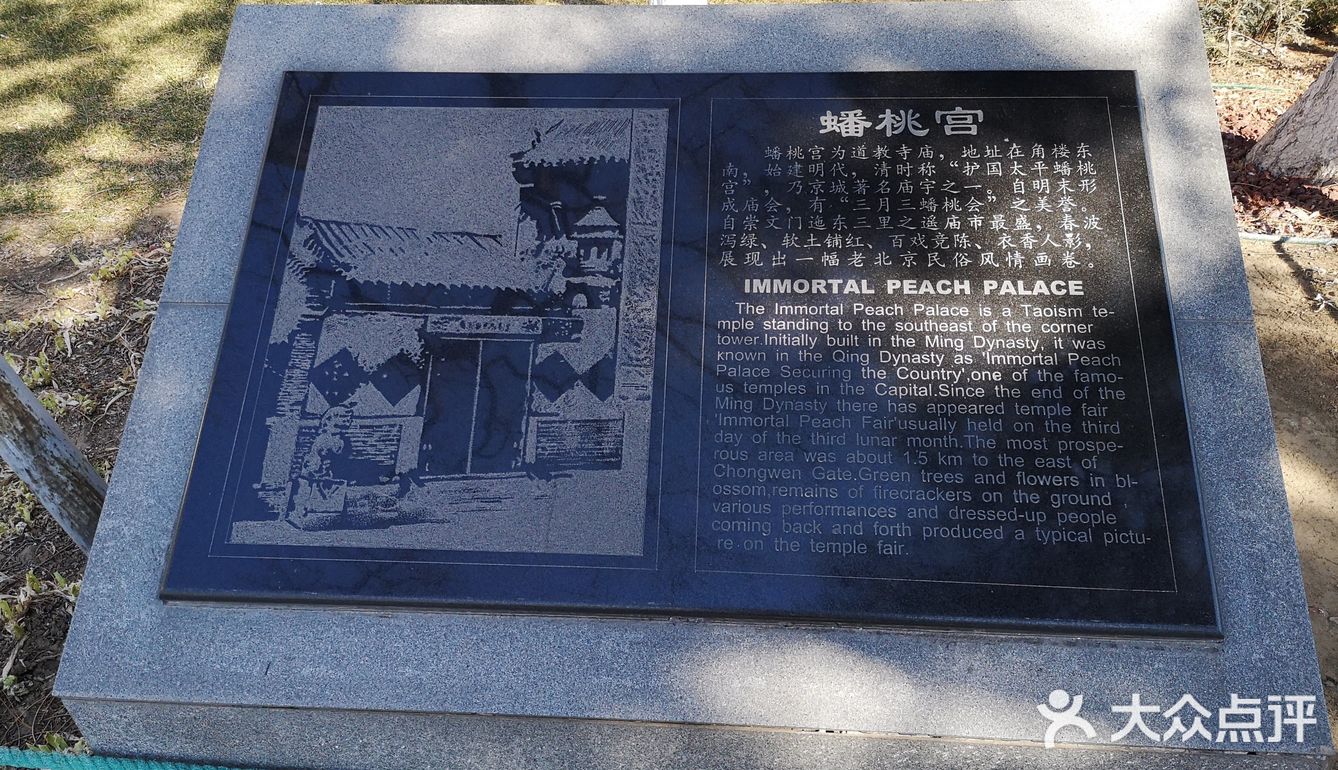 蟠桃宫
蟠桃宫为道教寺庙，地址在角楼东
南，始建明代，清时称“护国太平蟠桃
宫”，乃京城著名庙宇之一。自明末形
成庙会，有“三月三蟠桃会”之美誉。
自崇文门迤东三里之遥庙市最盛，春波
泻绿、软土铺红、百戏竞陈、衣香人影，
展现出一幅老北京民俗风情画卷。
IMMORTAL PEACH PALACE
The Immortal Peach Palace is a Taoism te-
mple standing to the southeast of the corner
tower.Initially built in the Ming Dynasty, it was
known in the Qing Dynasty as 'Immortal Peach
Palace Securing the Country',one of the famo-
us temples in the Capital.Since the end of the
Ming Dynasty there has appeared temple fair
'Immortal Peach Fair'usually held on the third
day of the third lunar month.The most prospe-
rous area was about 1.5 km to the east of
Chongwen Gate.Green trees and flowers in bl-
ossom,remains of firecrackers on the ground ,
various performances and dressed-up people
coming back and forth produced a typical pictu-
re on the temple fair.
大众点评